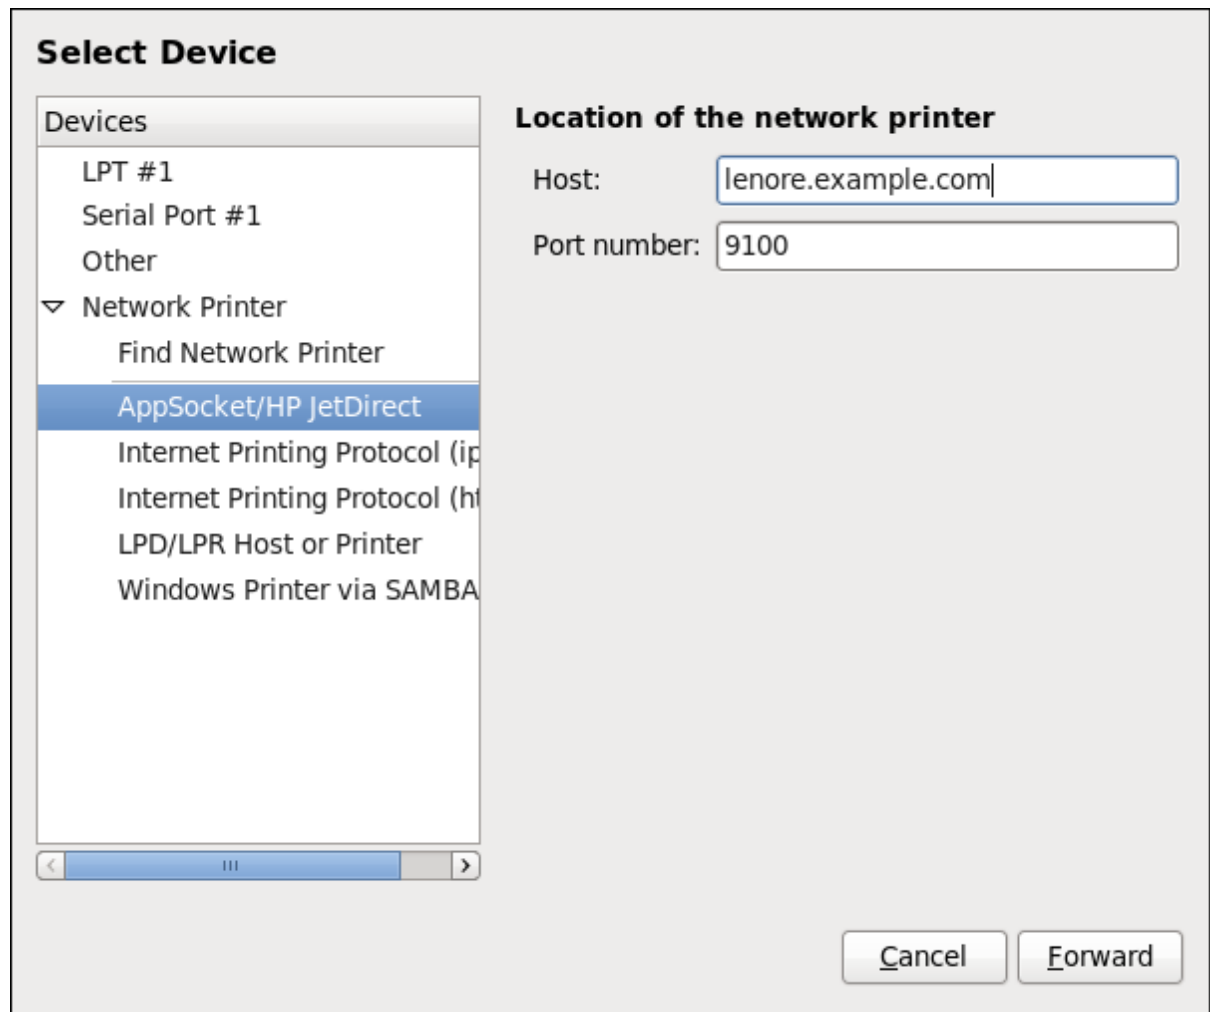 Select Device
Devices
LPT #1
Serial Port #1
Other
Network Printer
Find Network Printer
AppSocket/HP JetDirect
Internet Printing Protocol (ip
Internet Printing Protocol (ht
LPD/LPR Host or Printer
Windows Printer via SAMBA
Location of the network printer
Host: lenore.example.com
Port number: 9100
Cancel Forward